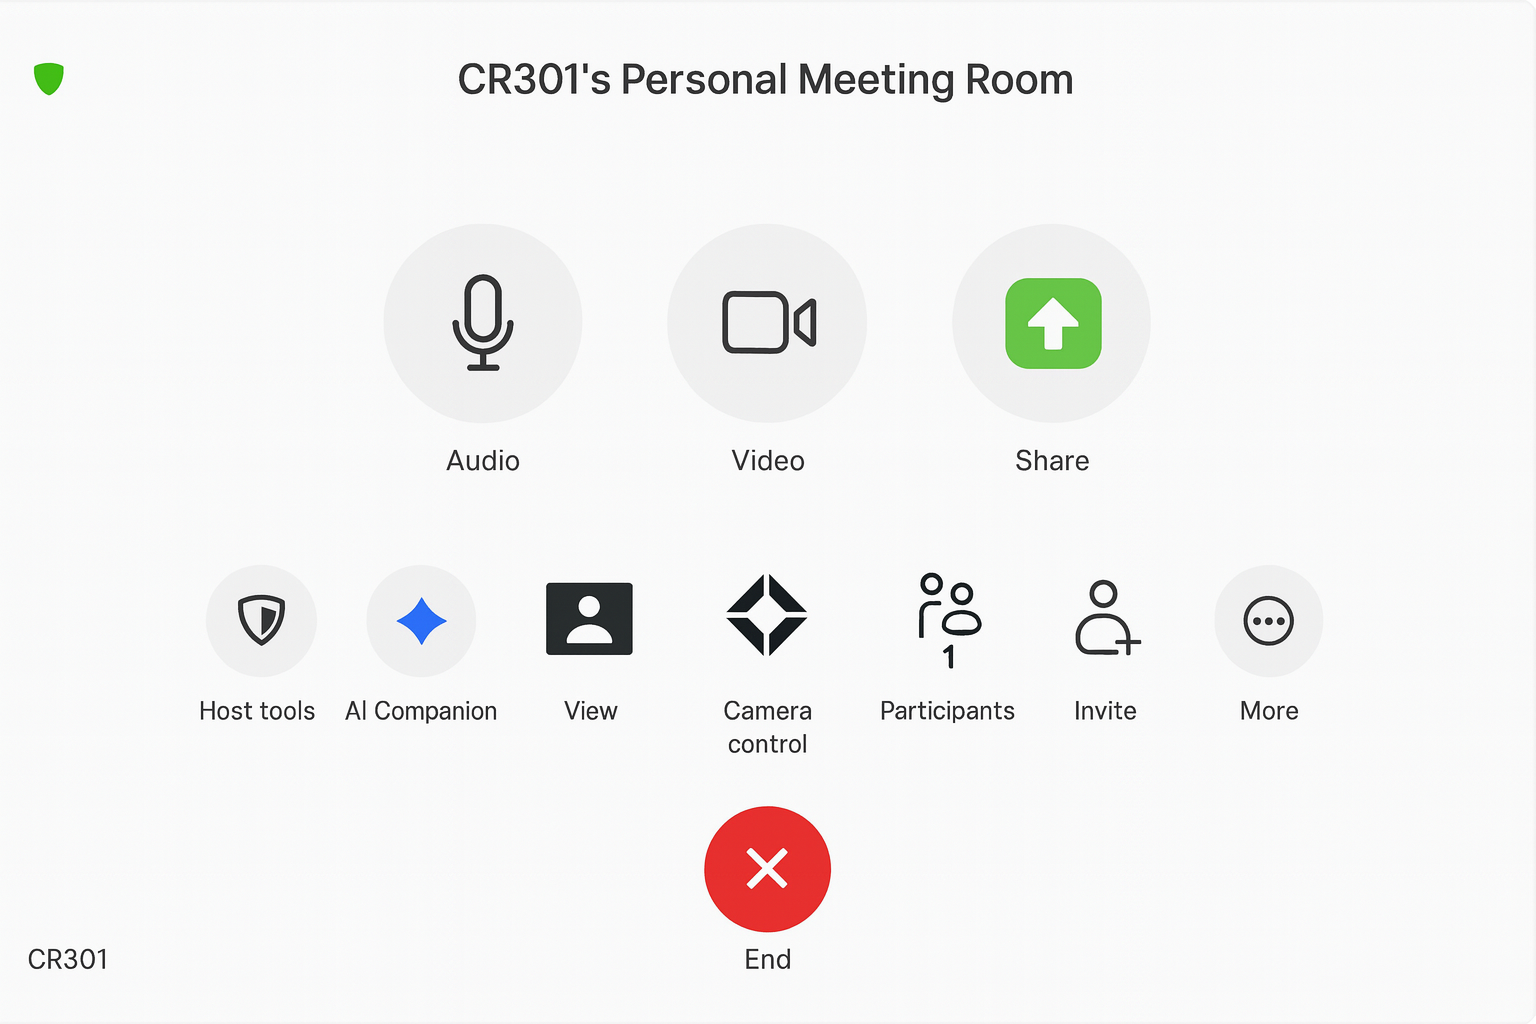 CR301's Personal Meeting Room
Audio
Video
Share
1
Host tools
AI Companion
View
Camera
control
Participants
Invite
More
End
CR301